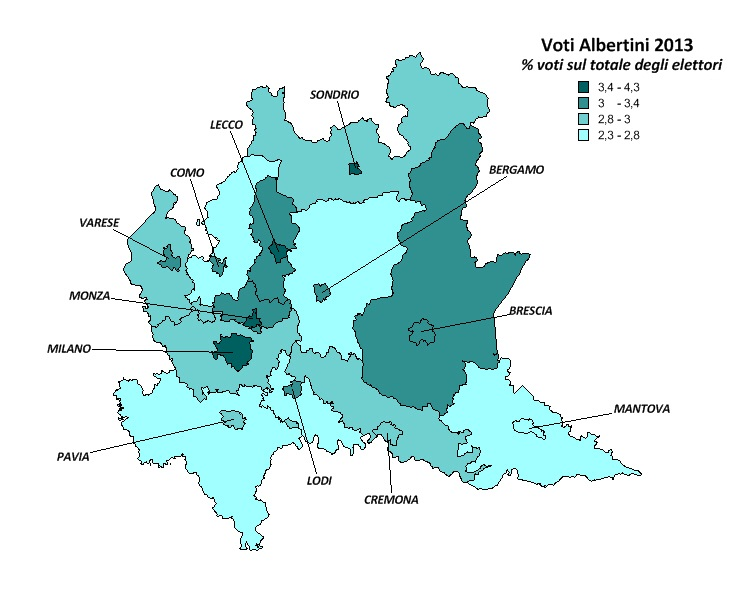 Voti Albertini 2013
% voti sul totale degli elettori
3,4 - 4,3
3 - 3,4
2,8 - 3
2,3 - 2,8
SONDRIO
LECCO
COMO
BERGAMO
VARESE
MONZA
BRESCIA
MILANO
MANTOVA
PAVIA
LODI
CREMONA